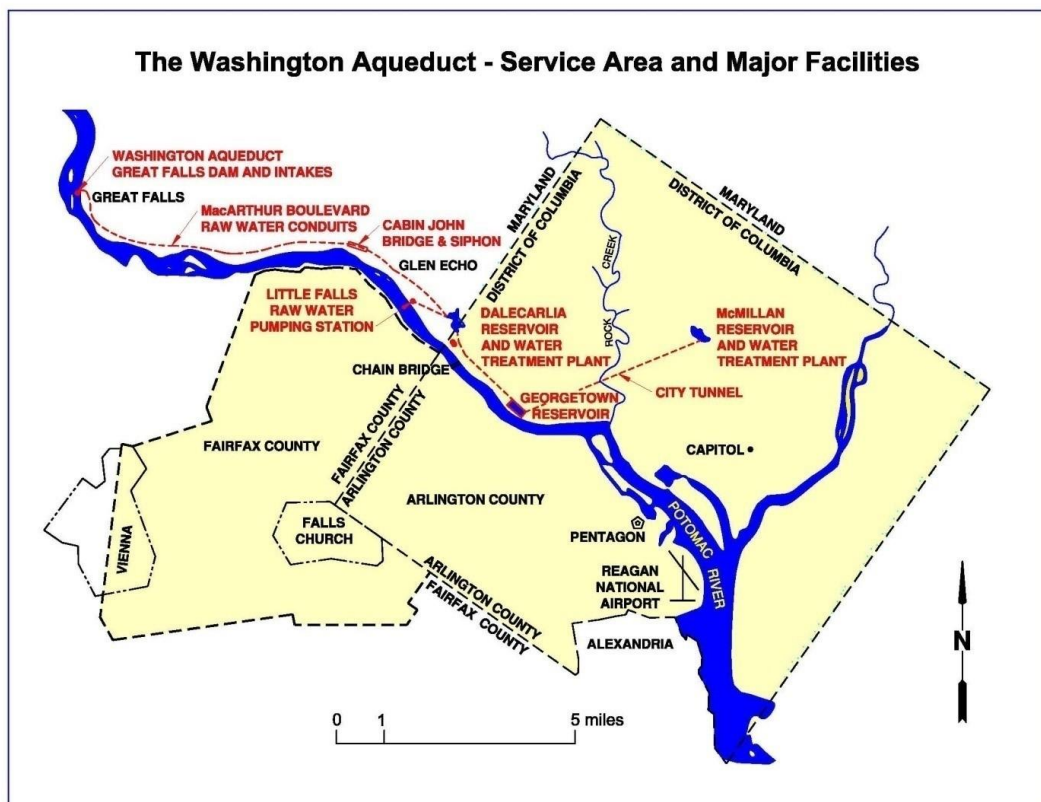 The Washington Aqueduct - Service Area and Major Facilities
WASHINGTON AQUEDUCT
GREAT FALLS DAM AND INTAKES
GREAT FALLS
MacARTHUR BOULEVARD
RAW WATER CONDUITS
CABIN JOHN
BRIDGE & SIPHON
GLEN ECHO
MARYLAND
DISTRICT OF COLUMBIA
MARYLAND
DISTRICT OF COLUMBIA
CREEK
ROCK
LITTLE FALLS
RAW WATER
PUMPING STATION
DALECARLIA
RESERVOIR
AND WATER
TREATMENT PLANT
McMILLAN
RESERVOIR
AND WATER
TREATMENT PLANT
CHAIN BRIDGE
CITY TUNNEL
GEORGETOWN
RESERVOIR
FAIRFAX COUNTY
FAIRFAX COUNTY
ARLINGTON COUNTY
CAPITOL
ARLINGTON COUNTY
VIENNA
FALLS
CHURCH
PENTAGON
POTOMAC RIVER
REAGAN
NATIONAL
AIRPORT
ARLINGTON COUNTY
FAIRFAX COUNTY
ALEXANDRIA
N
0 1 5 miles